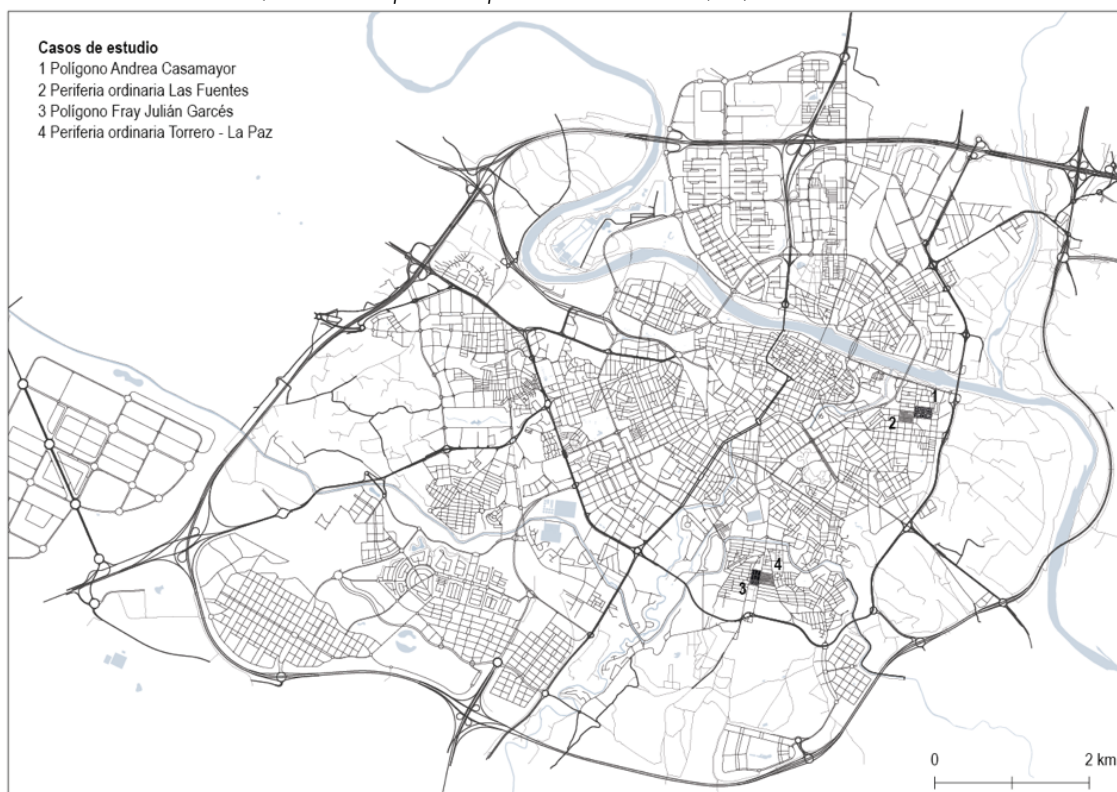 Casos de estudio
1 Polígono Andrea Casamayor
2 Periferia ordinaria Las Fuentes
3 Polígono Fray Julián Garcés
4 Periferia ordinaria Torrero - La Paz
1
2
4
3
0 2 km